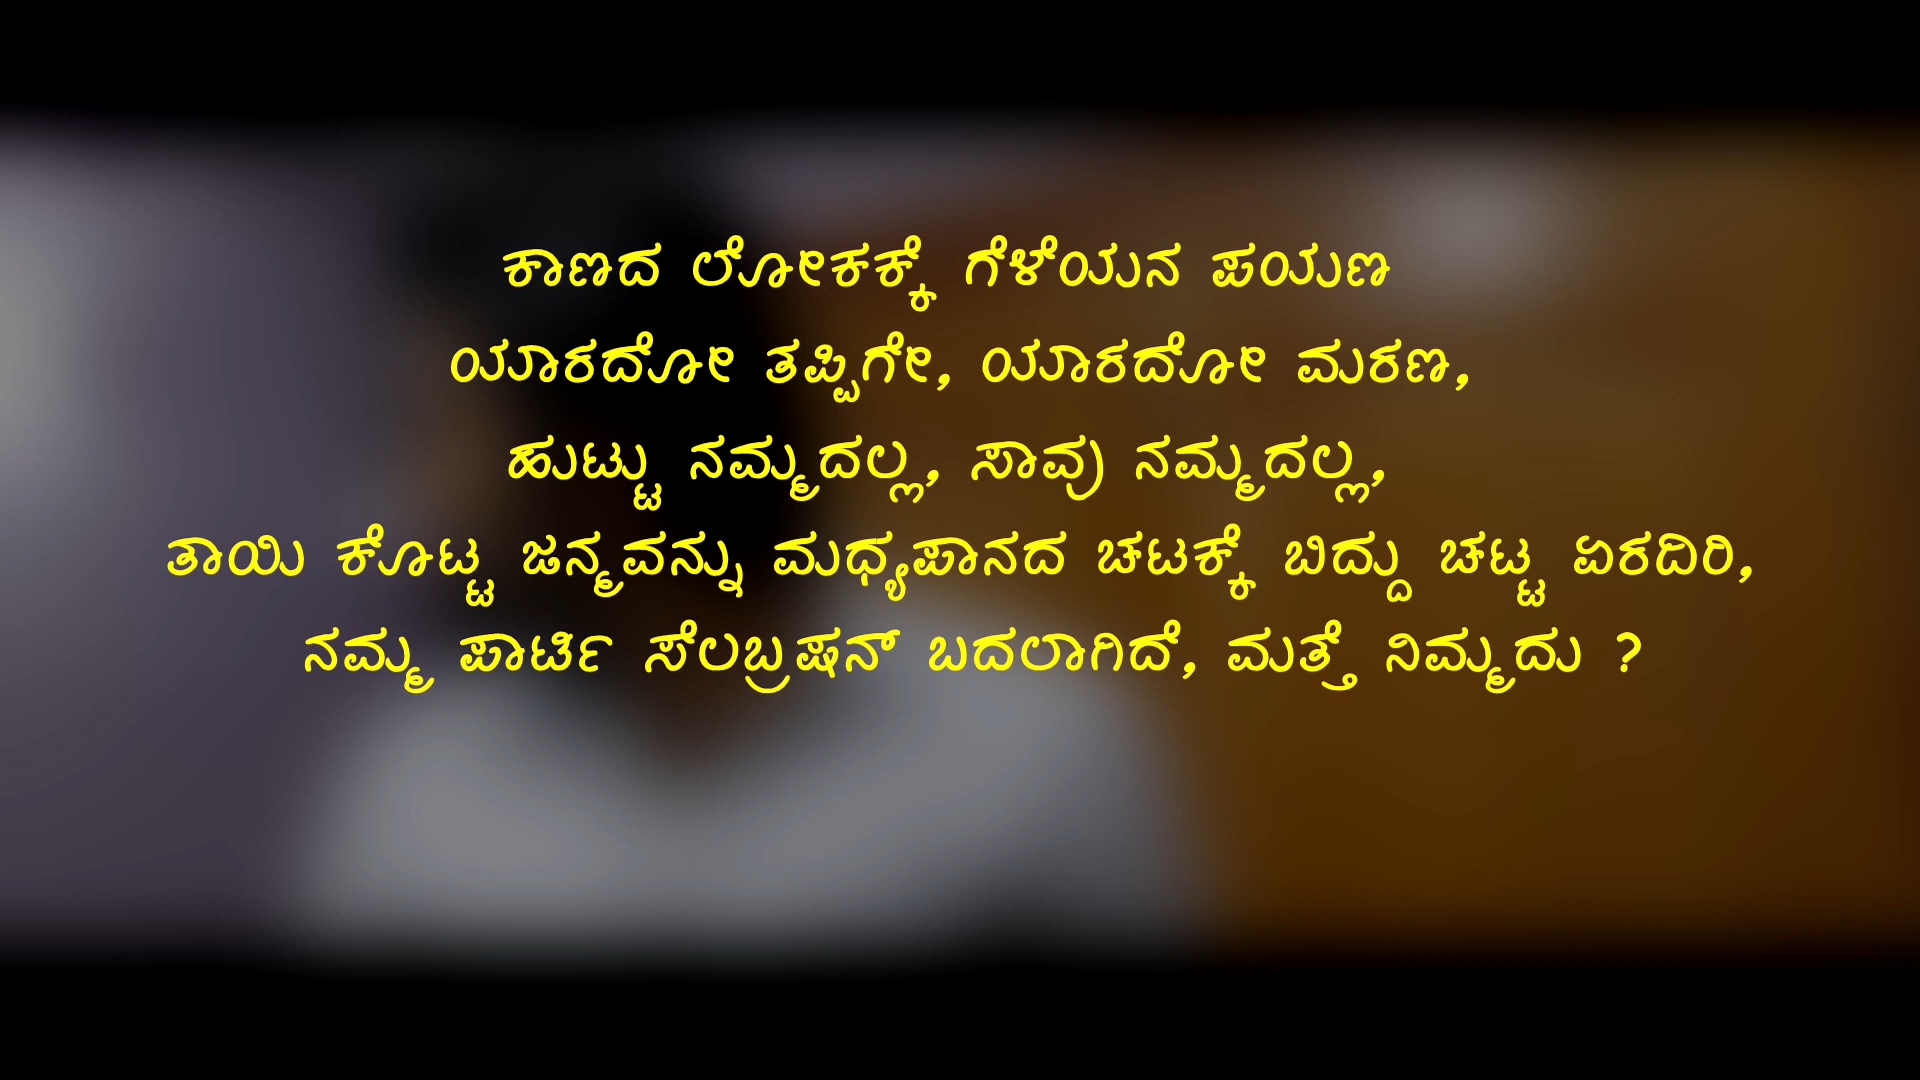 ಕಾಣದ ಲೋಕಕ್ಕೆ ಗೆಳೆಯನ ಪಯಣ
ಯಾರದೋ ತಪ್ಪಿಗೇ, ಯಾರದೋ ಮರಣ,
ಹುಟ್ಟು ನಮ್ಮದಲ್ಲ, ಸಾವು ನಮ್ಮದಲ್ಲ,
ತಾಯಿ ಕೊಟ್ಟ ಜನ್ಮವನ್ನು ಮಧ್ಯಪಾನದ ಚಟಕ್ಕೆ ಬಿದ್ದು ಚಟ್ಟ ಏರದಿರಿ,
ನಮ್ಮ ಪಾರ್ಟಿ ಸೆಲಬ್ರಷನ್ ಬದಲಾಗಿದೆ, ಮತ್ತೆ ನಿಮ್ಮದು ?